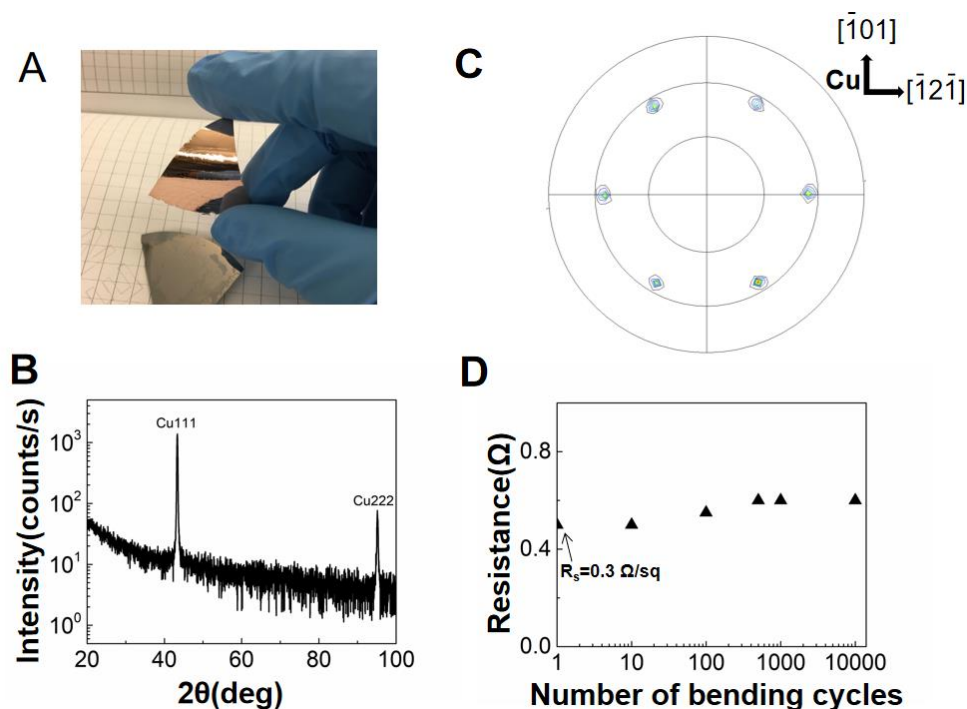 A
C
[1̄01]
Cu
[1̄21̄]
B
Intensity(counts/s)
10³
10²
10¹
10⁰
Cu111
Cu222
20
40
60
80
100
2θ(deg)
D
Resistance(Ω)
0.8
0.4
0.0
Rs=0.3 Ω/sq
1
10
100
1000
10000
Number of bending cycles